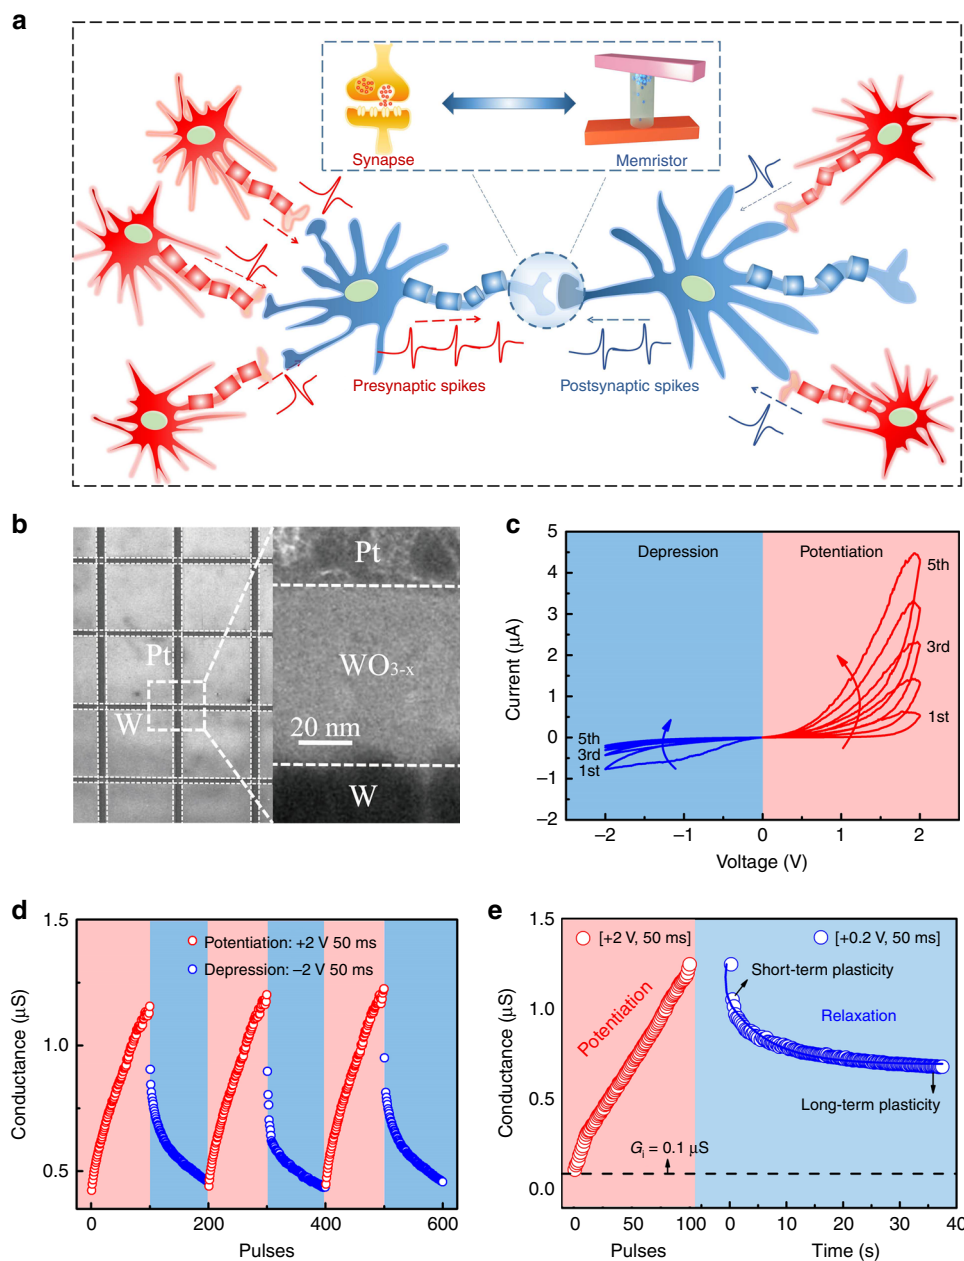 a
Synapse
Memristor
Presynaptic spikes
Postsynaptic spikes
b
Pt
Pt
WO3-x
W
20 nm
W
c
Depression
Potentiation
5th
3rd
1st
5th
3rd
1st
5
4
3
2
1
0
–1
–2
Current (μA)
–2
–1
0
1
2
Voltage (V)
d
Potentiation: +2 V 50 ms
Depression: –2 V 50 ms
1.5
1.0
0.5
Conductance (μS)
0
200
400
600
Pulses
e
[+2 V, 50 ms]
[+0.2 V, 50 ms]
Short-term plasticity
Potentiation
Relaxation
Long-term plasticity
Gi = 0.1 μS
1.5
1.0
0.5
0.0
Conductance (μS)
0
50
100
0
10
20
30
40
Pulses
Time (s)